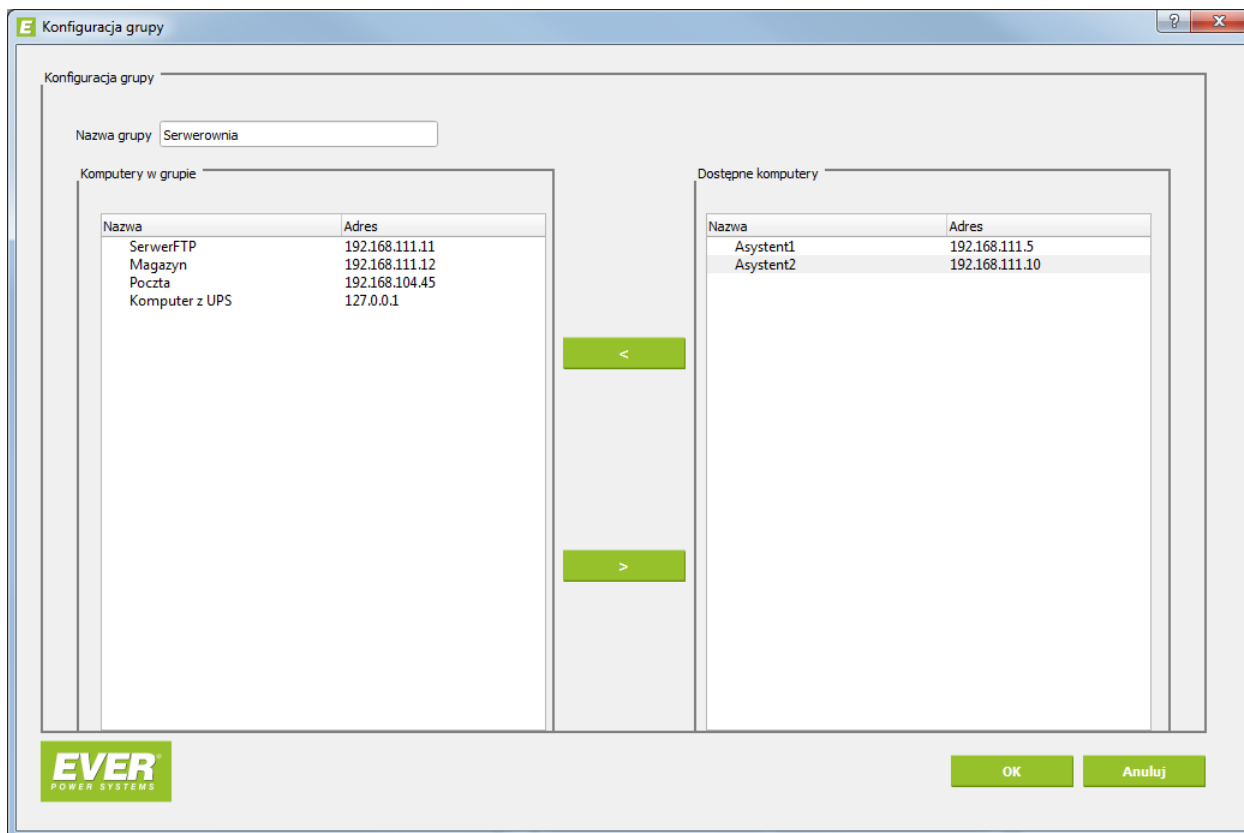 E Konfiguracja grupy
? x
Konfiguracja grupy
Nazwa grupy Serwerownia
Komputery w grupie
Nazwa Adres
SerwerFTP 192.168.111.11
Magazyn 192.168.111.12
Poczta 192.168.104.45
Komputer z UPS 127.0.0.1
<
>
Dostępne komputery
Nazwa Adres
Asystent1 192.168.111.5
Asystent2 192.168.111.10
EVER®
POWER SYSTEMS
OK Anuluj